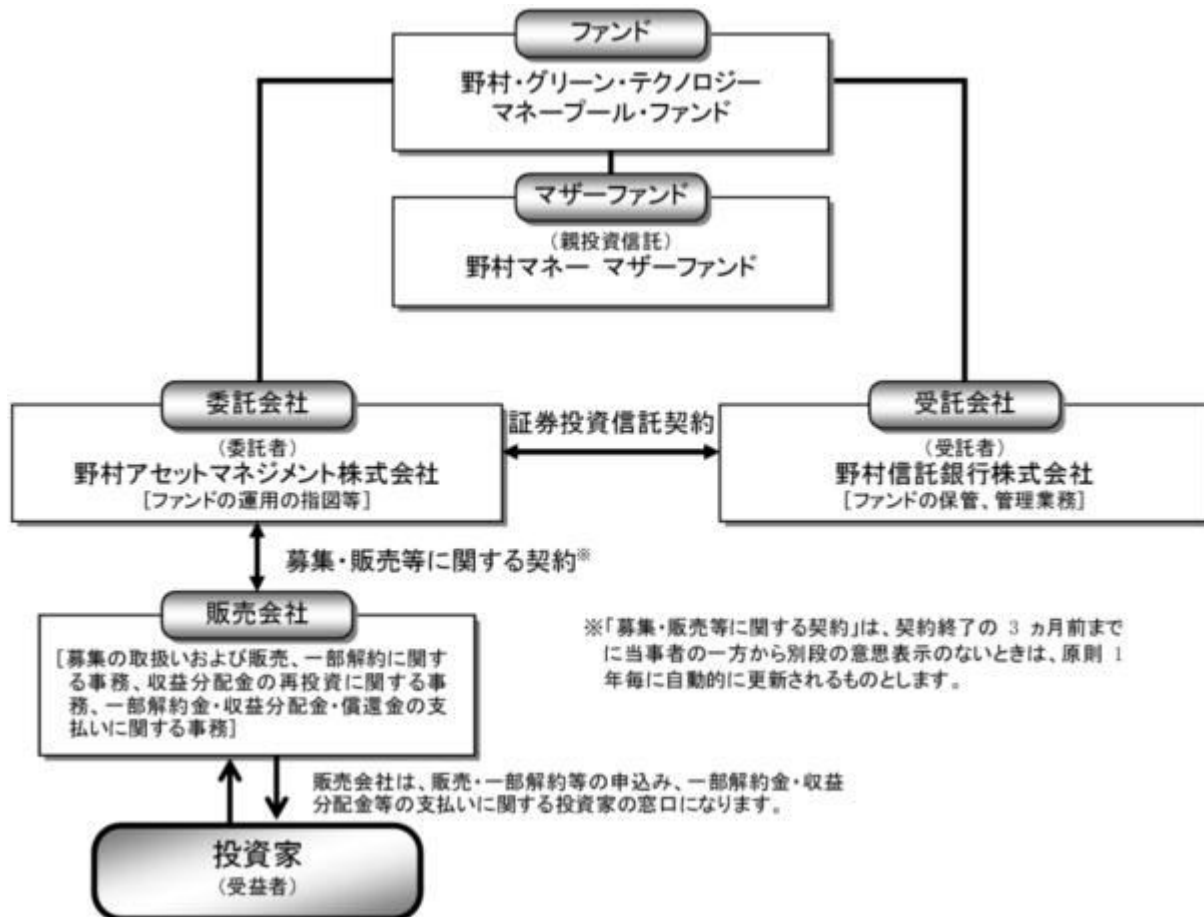 ファンド
野村・グリーン・テクノロジー
マネープール・ファンド
マザーファンド
（親投資信託）
野村マネー マザーファンド
委託会社
（委託者）
野村アセットマネジメント株式会社
[ファンドの運用の指図等]
証券投資信託契約
受託会社
（受託者）
野村信託銀行株式会社
[ファンドの保管、管理業務]
募集・販売等に関する契約※
販売会社
[募集の取扱いおよび販売、一部解約に関す
る事務、収益分配金の再投資に関する事
務、一部解約金・収益分配金・償還金の支
払いに関する事務]
※「募集・販売等に関する契約」は、契約終了の 3 ヵ月前まで
に当事者の一方から別段の意思表示のないときは、原則 1
年毎に自動的に更新されるものとします。
販売会社は、販売・一部解約等の申込み、一部解約金・収益
分配金等の支払いに関する投資家の窓口になります。
投資家
（受益者）